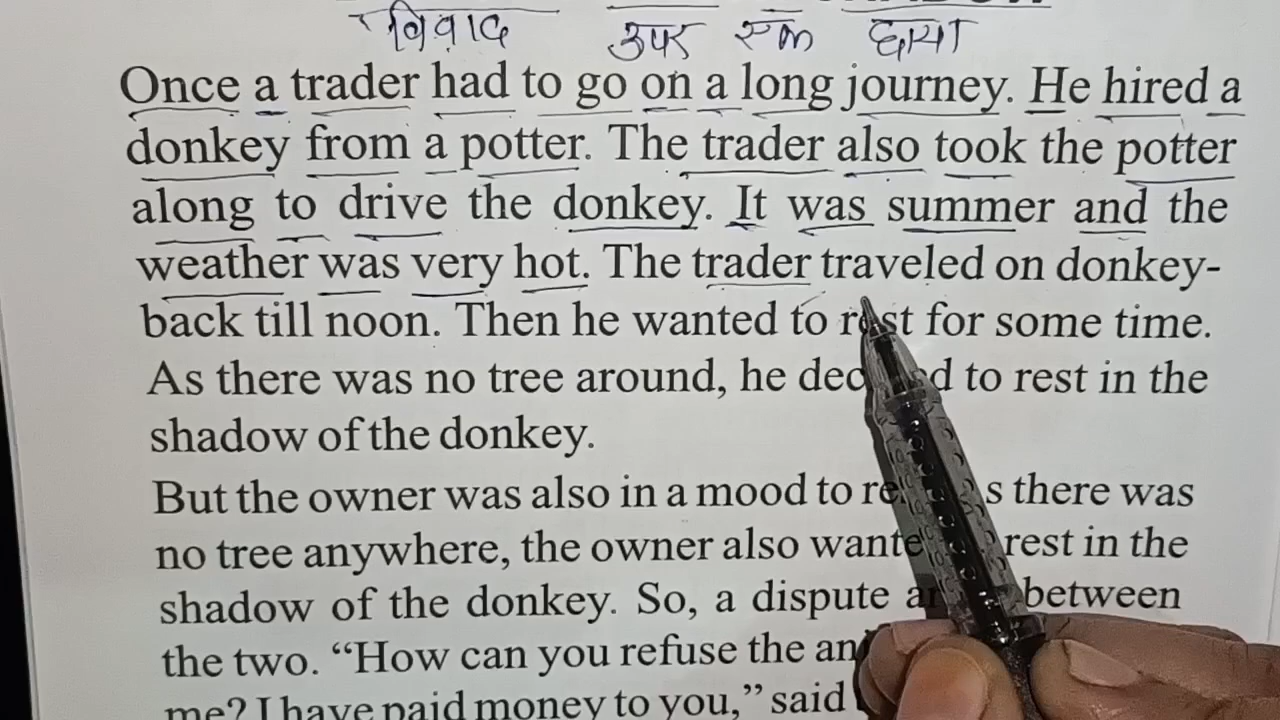 विवाद उपर एक छाया
Once a trader had to go on a long journey. He hired a
donkey from a potter. The trader also took the potter
along to drive the donkey. It was summer and the
weather was very hot. The trader traveled on donkey-
back till noon. Then he wanted to rest for some time.
As there was no tree around, he decided to rest in the
shadow of the donkey.
But the owner was also in a mood to there was
no tree anywhere, the owner also rest in the
shadow of the donkey. So, a dispute between
the two. “How can you refuse the
me? I have paid money to you,” said